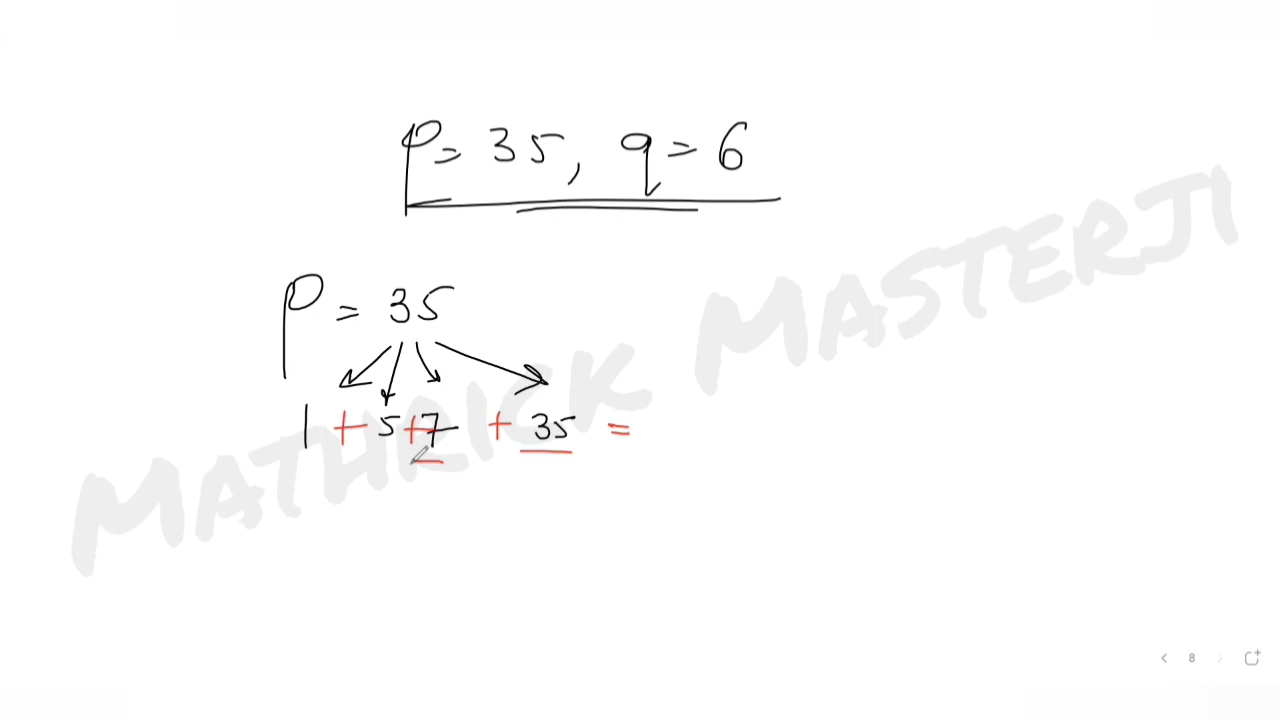 p = 35, q = 6
p = 35
1 + 5 + 7 + 35 =
MATHRICK MASTERJI
8